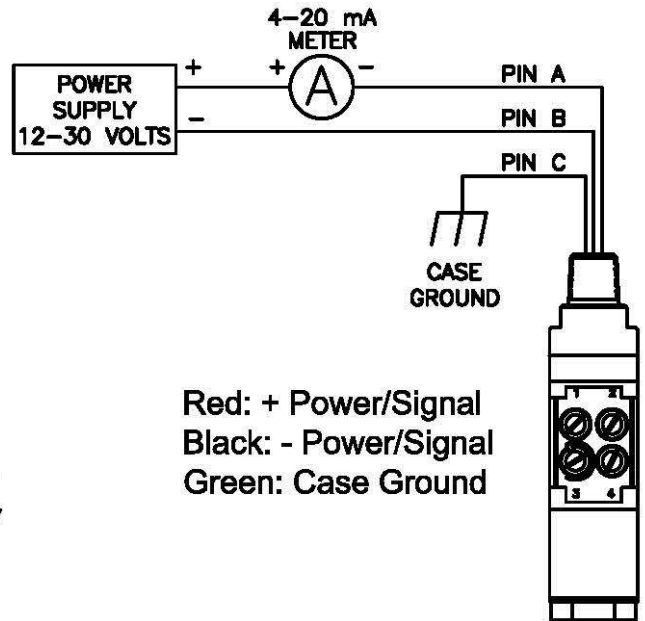 4–20 mA
METER
+
+
A
–
PIN A
POWER
SUPPLY
12–30 VOLTS
–
PIN B
PIN C
CASE
GROUND
Red: + Power/Signal
Black: - Power/Signal
Green: Case Ground
1 2
3 4